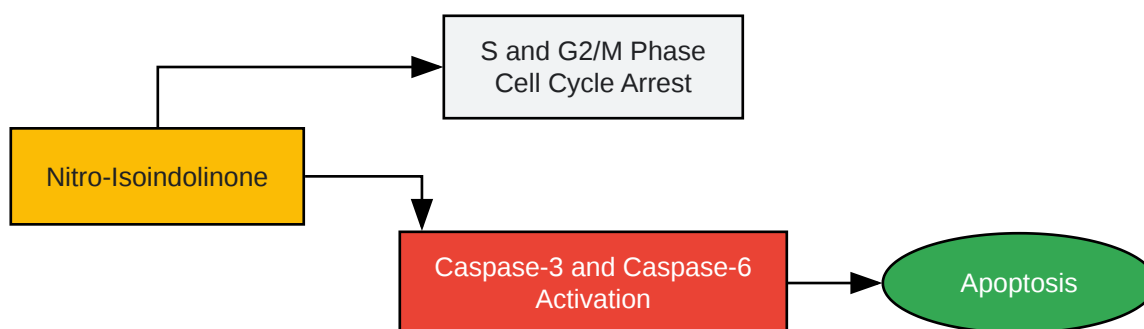 S and G2/M Phase
Cell Cycle Arrest
Nitro-Isoindolinone
Caspase-3 and Caspase-6
Activation
Apoptosis